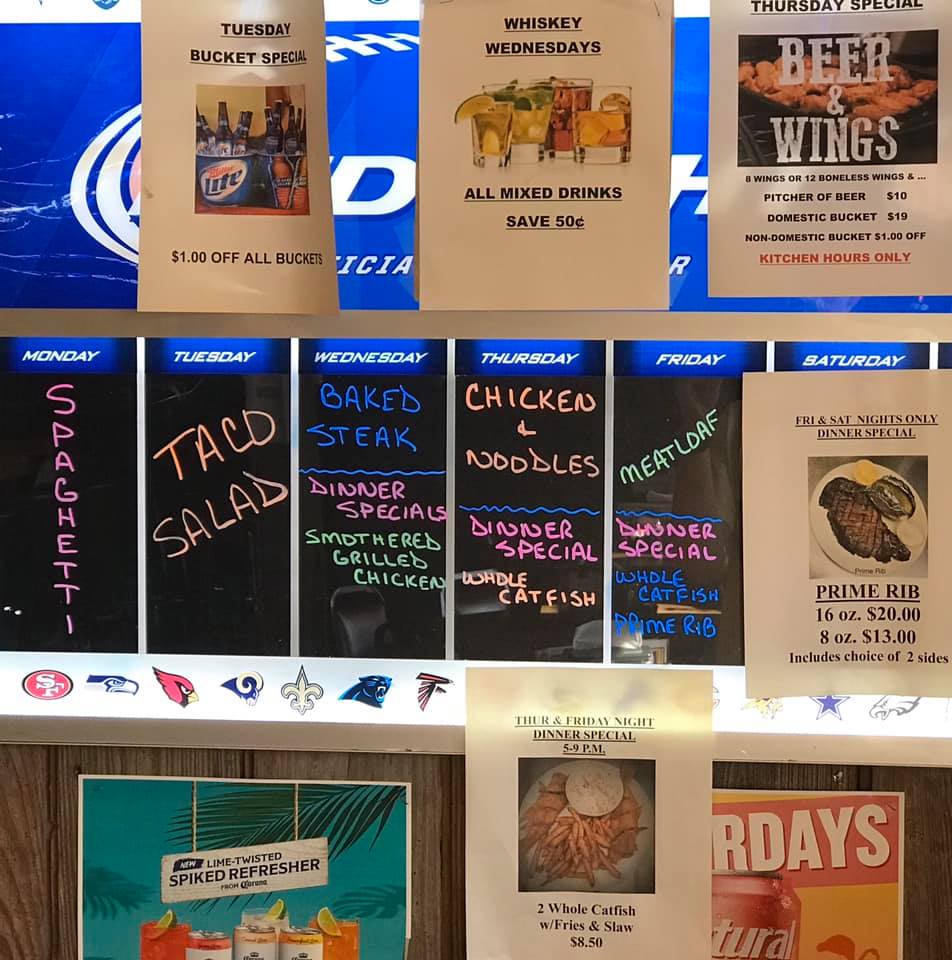 TUESDAY
BUCKET SPECIAL
Miller
Lite
$1.00 OFF ALL BUCKETS
WHISKEY
WEDNESDAYS
ALL MIXED DRINKS
SAVE 50¢
THURSDAY SPECIAL
BEER
&
WINGS
8 WINGS OR 12 BONELESS WINGS & ...
PITCHER OF BEER $10
DOMESTIC BUCKET $19
NON-DOMESTIC BUCKET $1.00 OFF
KITCHEN HOURS ONLY
MONDAY
SPAGHETTI
TUESDAY
TACO
SALAD
WEDNESDAY
BAKED
STEAK
DINNER
SPECIALS
SMOTHERED
GRILLED
CHICKEN
THURSDAY
CHICKEN
&
NOODLES
DINNER
SPECIAL
WHOLE
CATFISH
FRIDAY
MEATLOAF
DINNER
SPECIAL
WHOLE
CATFISH
PRIME RIB
SATURDAY
FRI & SAT NIGHTS ONLY
DINNER SPECIAL
Prime Rib
PRIME RIB
16 oz. $20.00
8 oz. $13.00
Includes choice of 2 sides
SF
THUR & FRIDAY NIGHT
DINNER SPECIAL
5-9 P.M.
2 Whole Catfish
w/Fries & Slaw
$8.50
NEW LIME-TWISTED
SPIKED REFRESHER
FROM Corona
RDAYS
tural